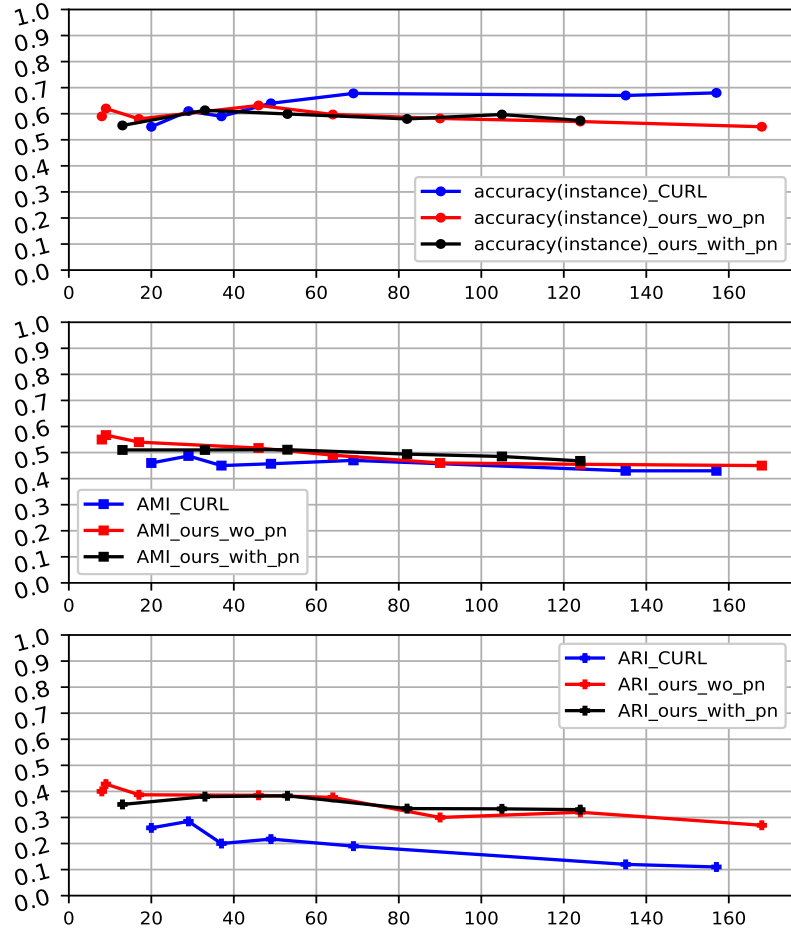 1.0
0.9
0.8
0.7
0.6
0.5
0.4
0.3
0.2
0.1
0.0
accuracy(instance)_CURL
accuracy(instance)_ours_wo_pn
accuracy(instance)_ours_with_pn
0 20 40 60 80 100 120 140 160
1.0
0.9
0.8
0.7
0.6
0.5
0.4
0.3
0.2
0.1
0.0
AMI_CURL
AMI_ours_wo_pn
AMI_ours_with_pn
0 20 40 60 80 100 120 140 160
1.0
0.9
0.8
0.7
0.6
0.5
0.4
0.3
0.2
0.1
0.0
ARI_CURL
ARI_ours_wo_pn
ARI_ours_with_pn
0 20 40 60 80 100 120 140 160